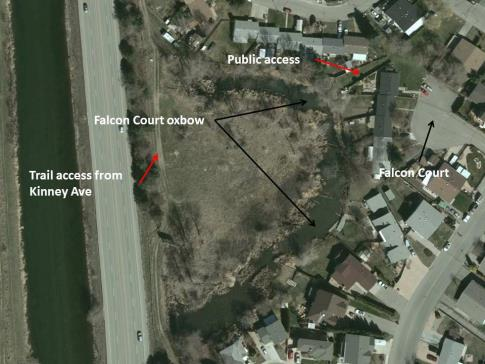 Public access
Falcon Court oxbow
Trail access from
Kinney Ave
Falcon Court